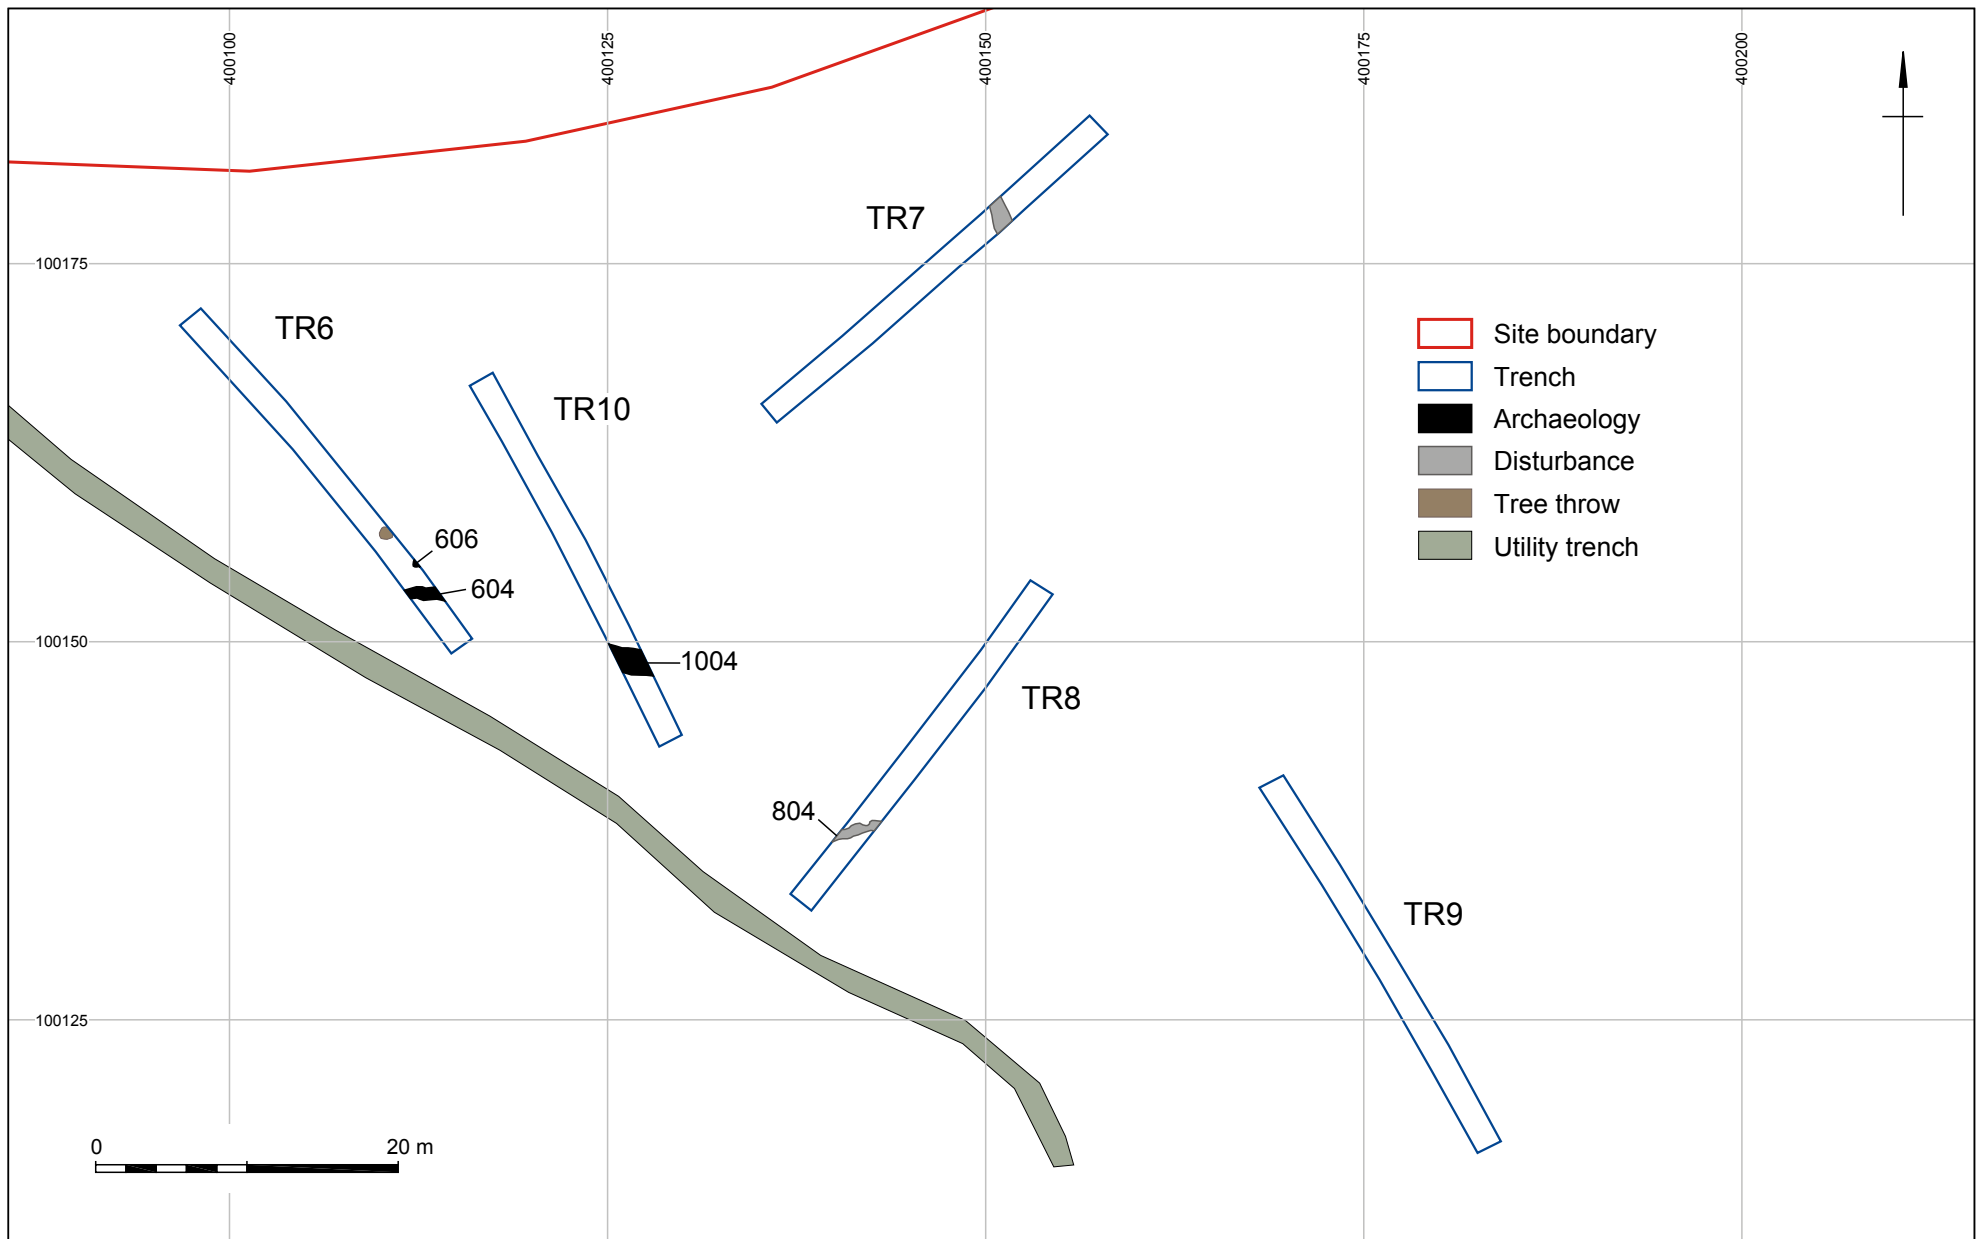 400100
400125
400150
400175
400200
TR7
100175
TR6
Site boundary
Trench
TR10
Archaeology
Disturbance
Tree throw
606
Utility trench
604
100150
1004
TR8
804
TR9
100125
0 20 m